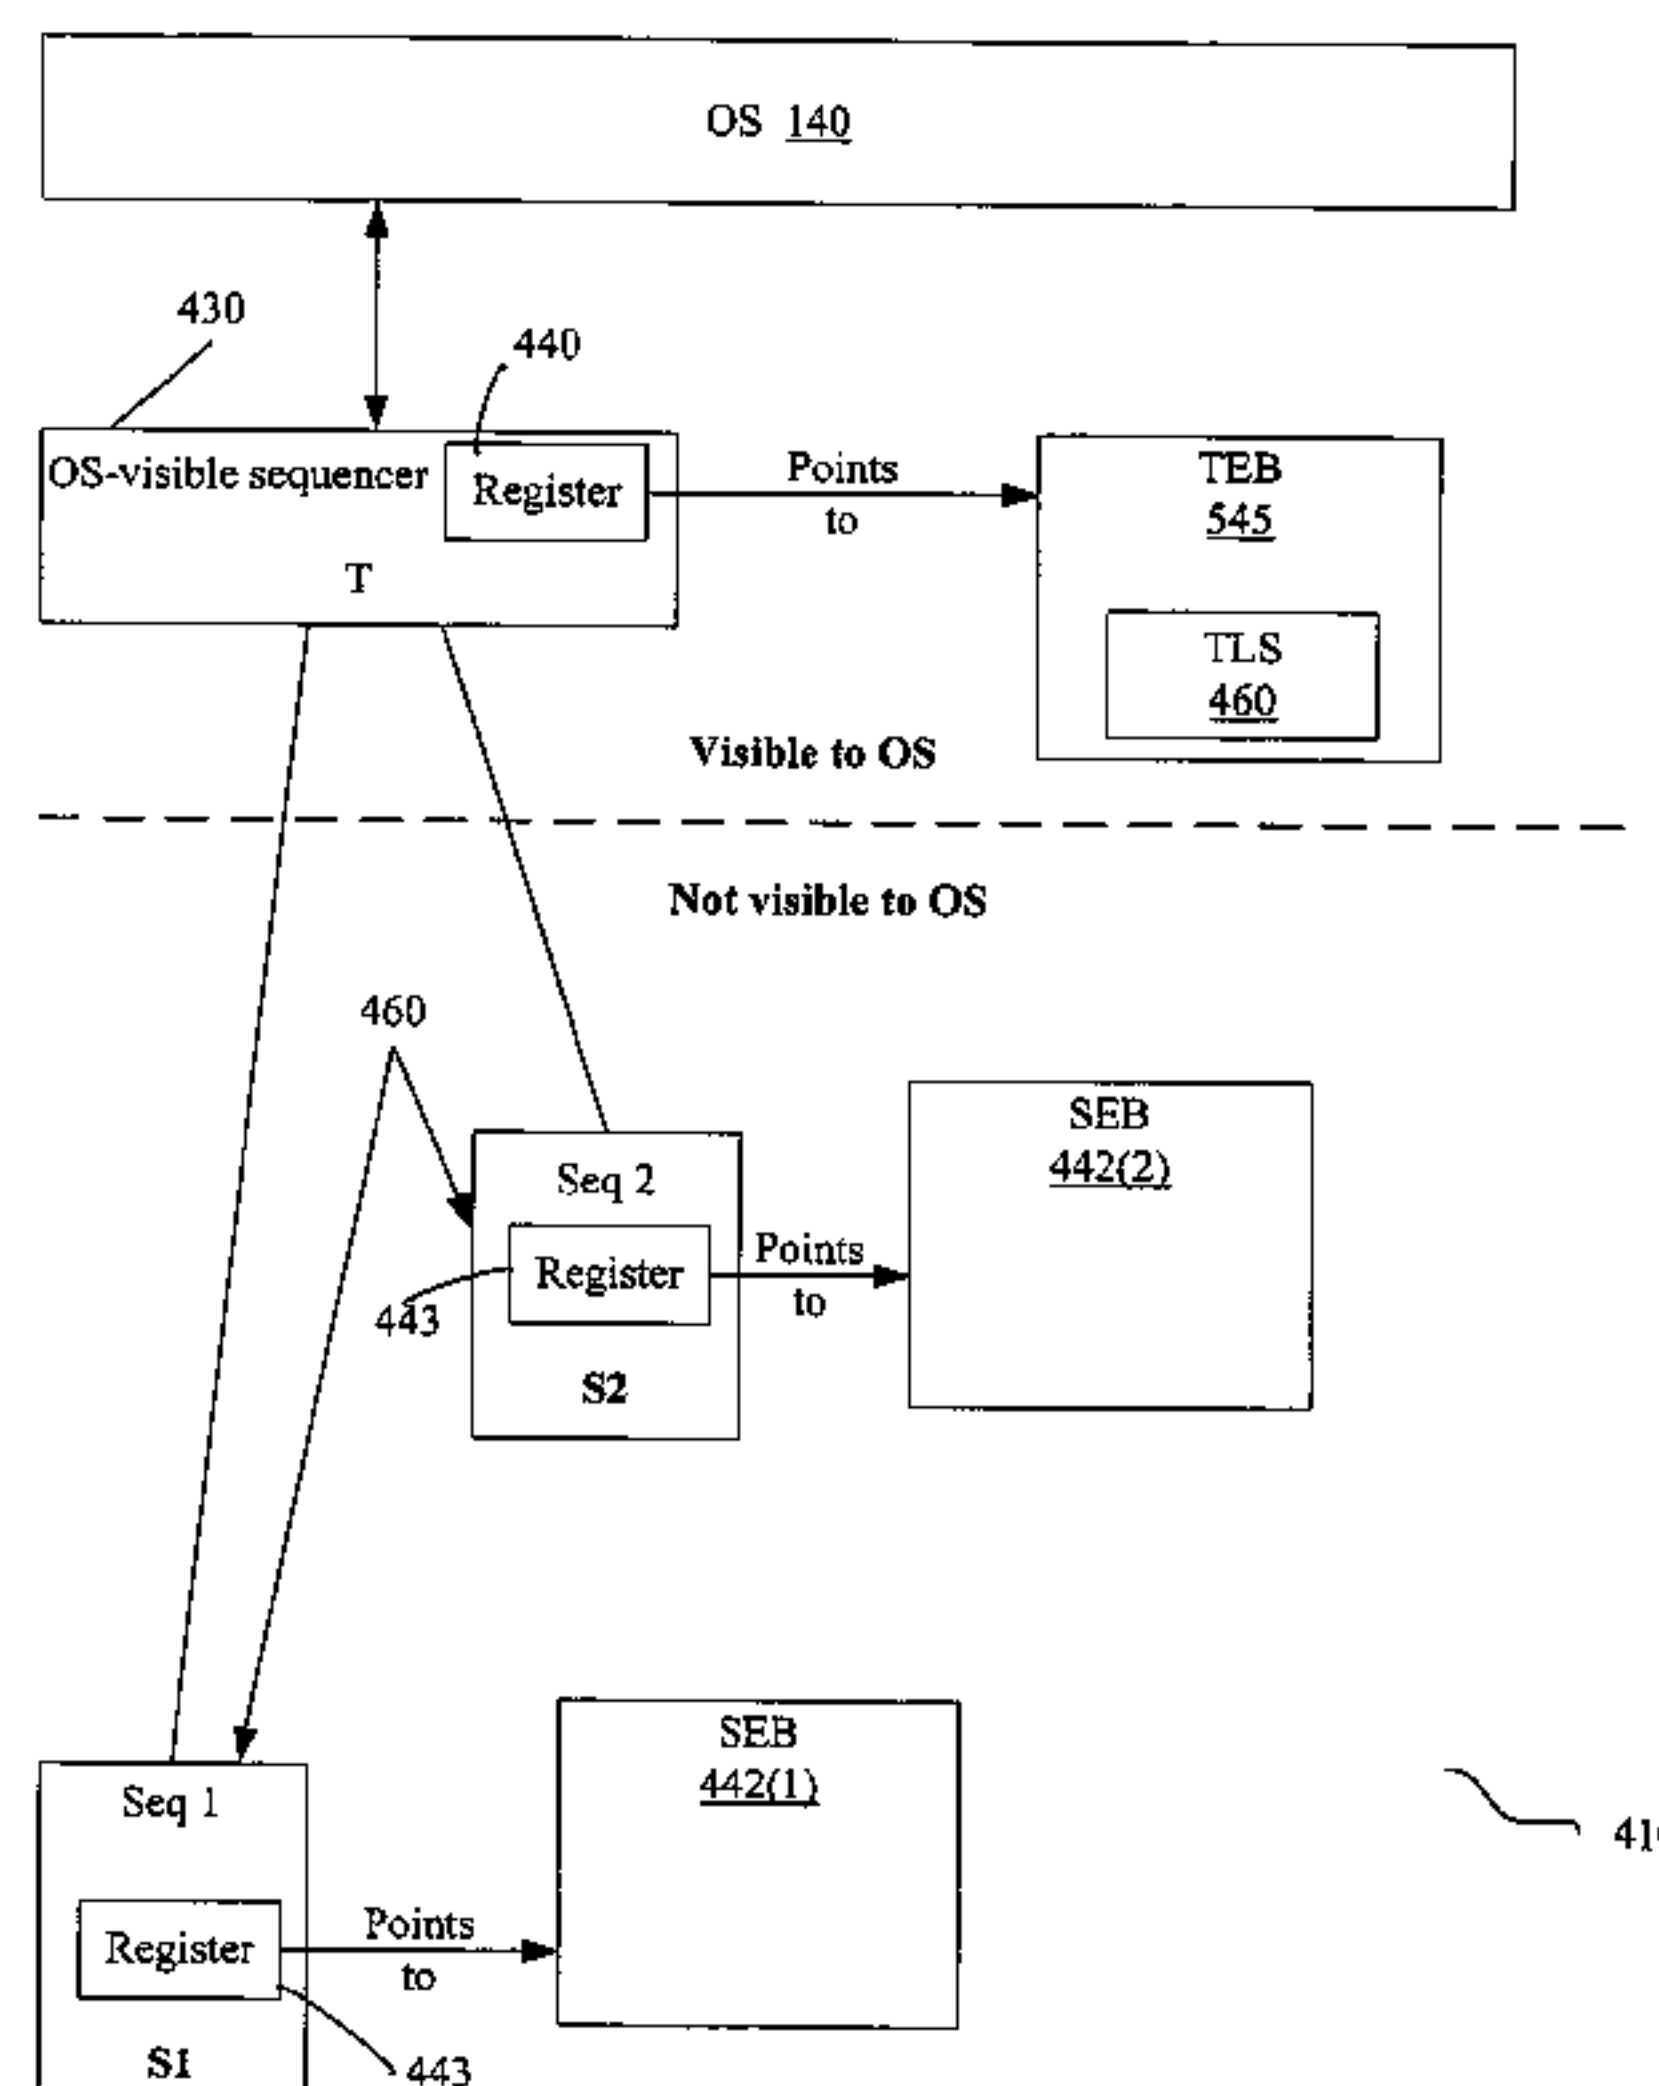 OS 140
430
440
OS-visible sequencer
Register
T
Points
to
TEB
545
TLS
460
Visible to OS
Not visible to OS
460
Seq 2
Register
443
S2
Points
to
SEB
442(2)
Seq 1
Register
S1
443
Points
to
SEB
442(1)